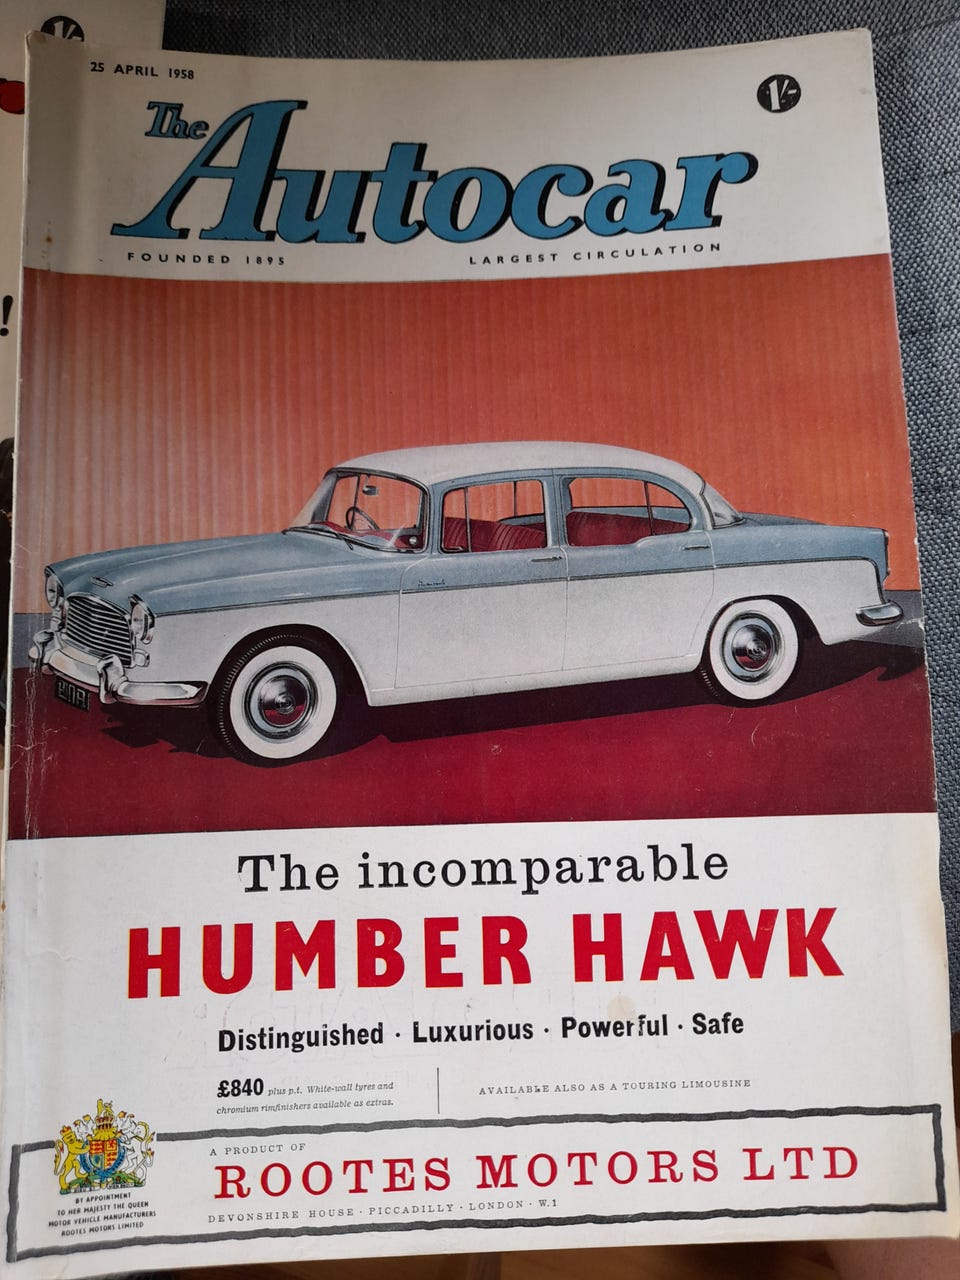 25 APRIL 1958
1/-
The
Autocar
FOUNDED 1895
LARGEST CIRCULATION
!
The incomparable
HUMBER HAWK
Distinguished · Luxurious · Powerful · Safe
£840 plus p.t. White-wall tyres and
chromium rimfinishers available as extras.
AVAILABLE ALSO AS A TOURING LIMOUSINE
A PRODUCT OF
ROOTES MOTORS LTD
DEVONSHIRE HOUSE · PICCADILLY · LONDON · W.1
BY APPOINTMENT
TO HER MAJESTY THE QUEEN
MOTOR VEHICLE MANUFACTURERS
ROOTES MOTORS LIMITED